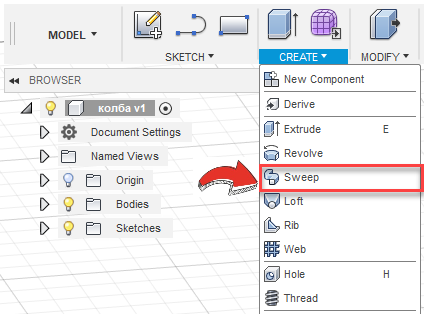 MODEL
SKETCH CREATE MODIFY
BROWSER
колба v1
Document Settings
Named Views
Origin
Bodies
Sketches
New Component
Derive
Extrude E
Revolve
Sweep
Loft
Rib
Web
Hole H
Thread